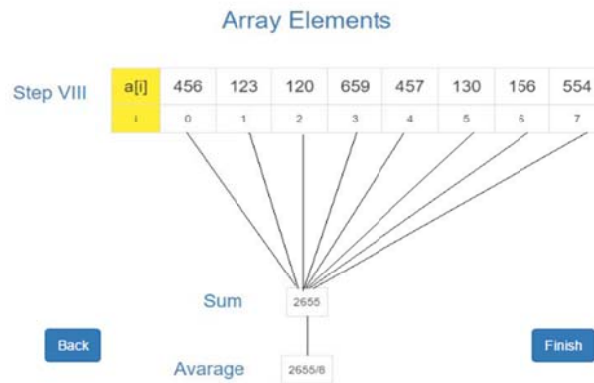 Array Elements
Step VIII a[i] 456 123 120 659 457 130 156 554
i 0 1 2 3 4 5 6 7
Sum 2655
Back Finish
Avarage 2655/8